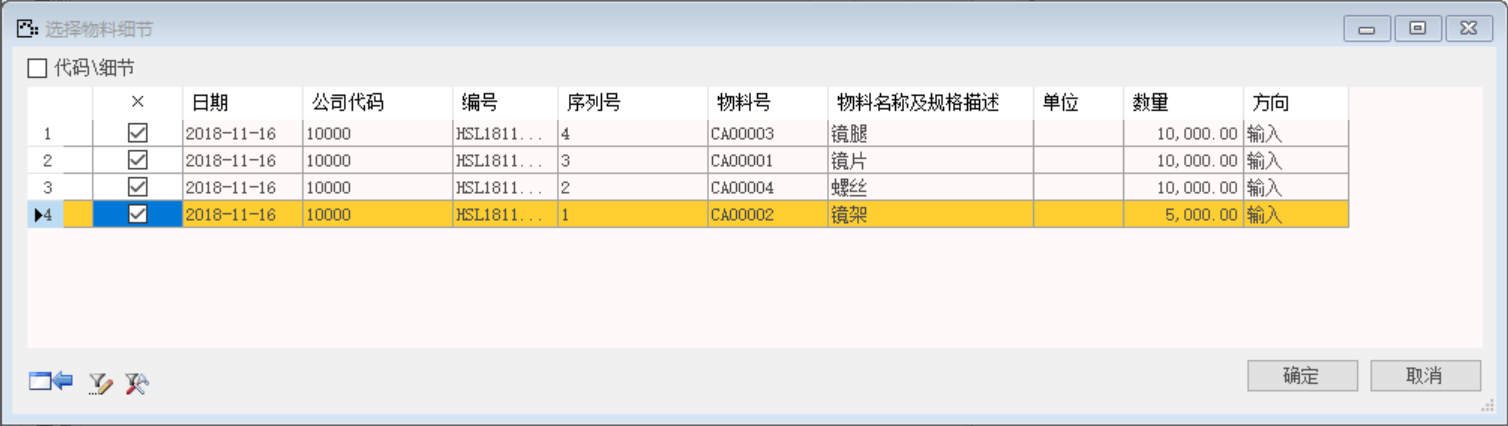 选择物料细节
代码\细节
× 日期 公司代码 编号 序列号 物料号 物料名称及规格描述 单位 数量 方向
1 2018-11-16 10000 HSL1811... 4 CA00003 镜腿 10,000.00 输入
2 2018-11-16 10000 HSL1811... 3 CA00001 镜片 10,000.00 输入
3 2018-11-16 10000 HSL1811... 2 CA00004 螺丝 10,000.00 输入
4 2018-11-16 10000 HSL1811... 1 CA00002 镜架 5,000.00 输入
确定 取消